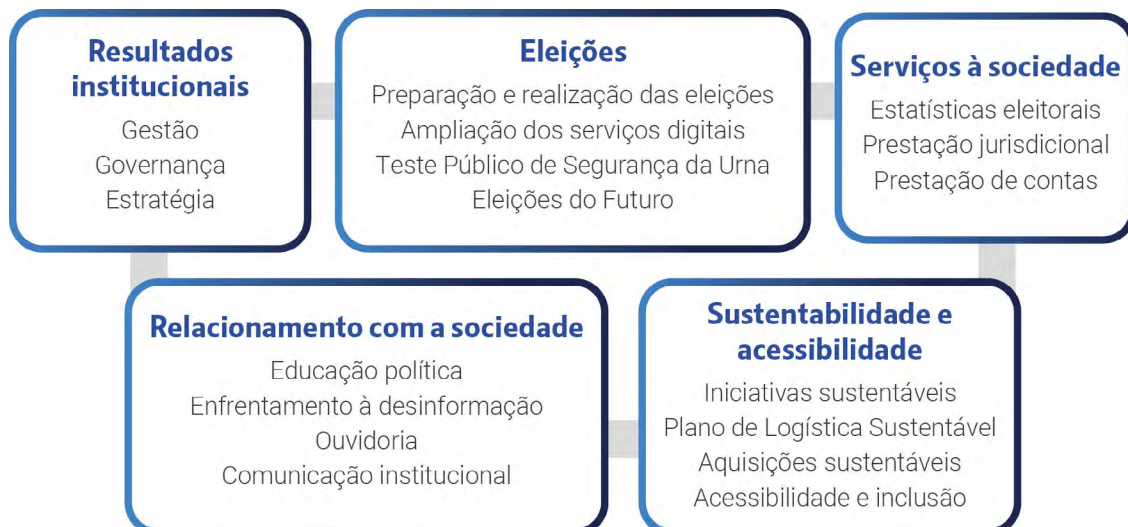 Resultados
institucionais
Gestão
Governança
Estratégia
Eleições
Preparação e realização das eleições
Ampliação dos serviços digitais
Teste Público de Segurança da Urna
Eleições do Futuro
Serviços à sociedade
Estatísticas eleitorais
Prestação jurisdicional
Prestação de contas
Relacionamento com a sociedade
Educação política
Enfrentamento à desinformação
Ouvidoria
Comunicação institucional
Sustentabilidade e
acessibilidade
Iniciativas sustentáveis
Plano de Logística Sustentável
Aquisições sustentáveis
Acessibilidade e inclusão